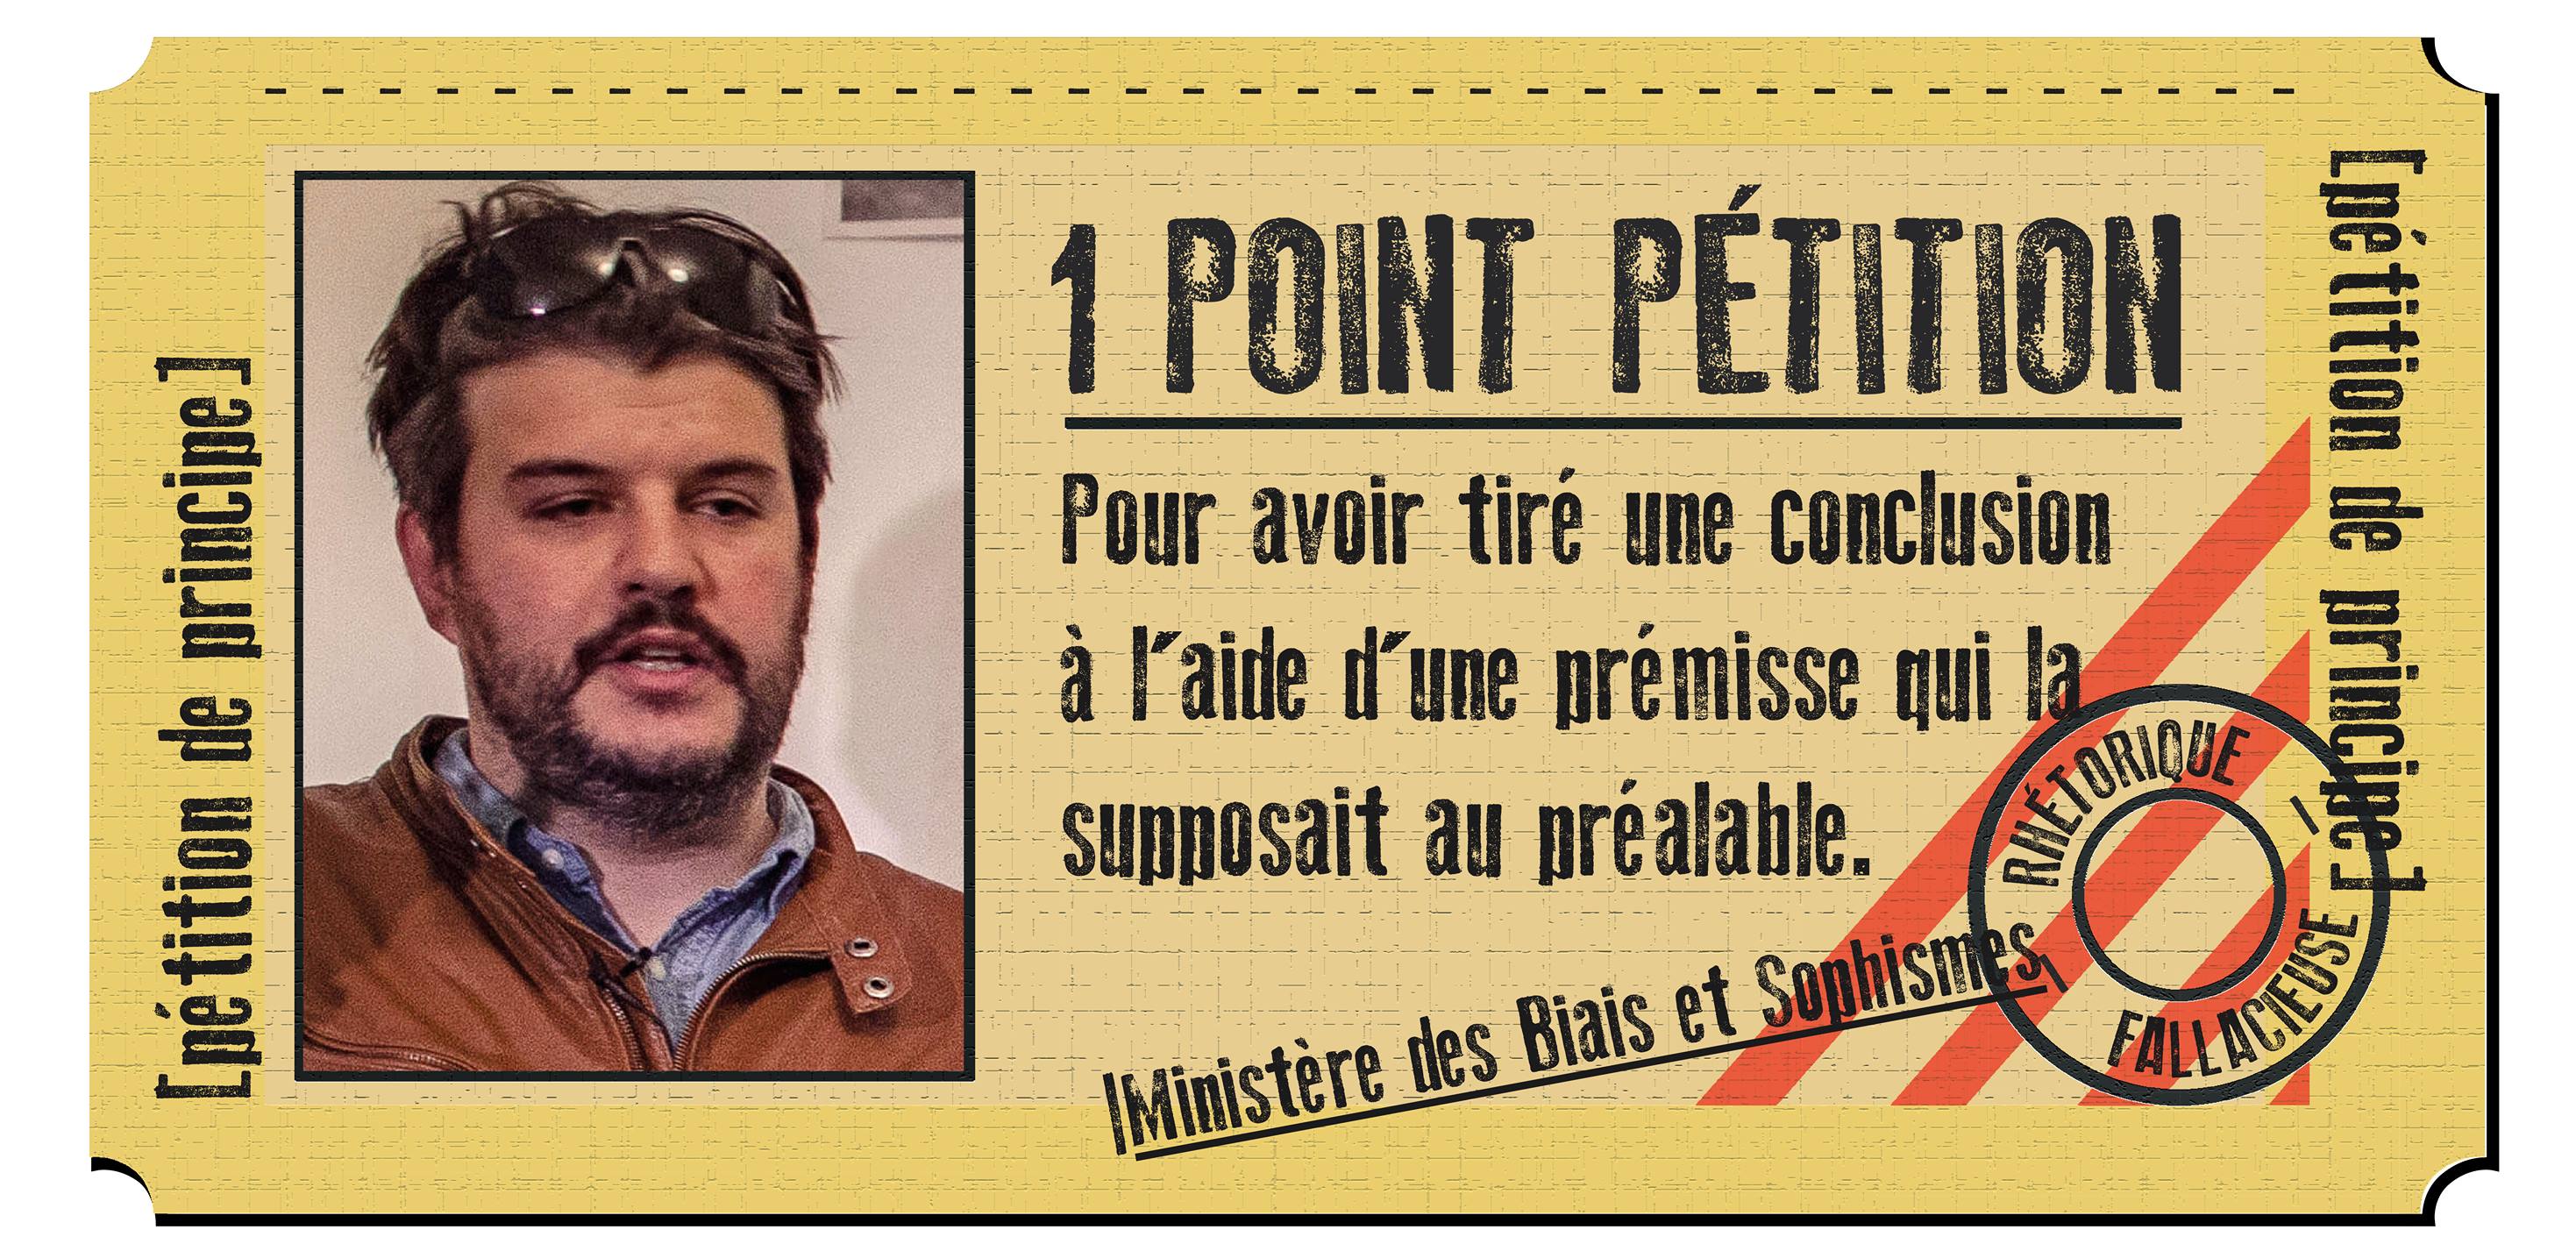 [pétition de principe]
1 POINT PÉTITION
Pour avoir tiré une conclusion
à l'aide d'une prémisse qui la
supposait au préalable.
|Ministère des Biais et Sophismes\
RHÉTORIQUE
FALLACIEUSE
[pétition de principe]